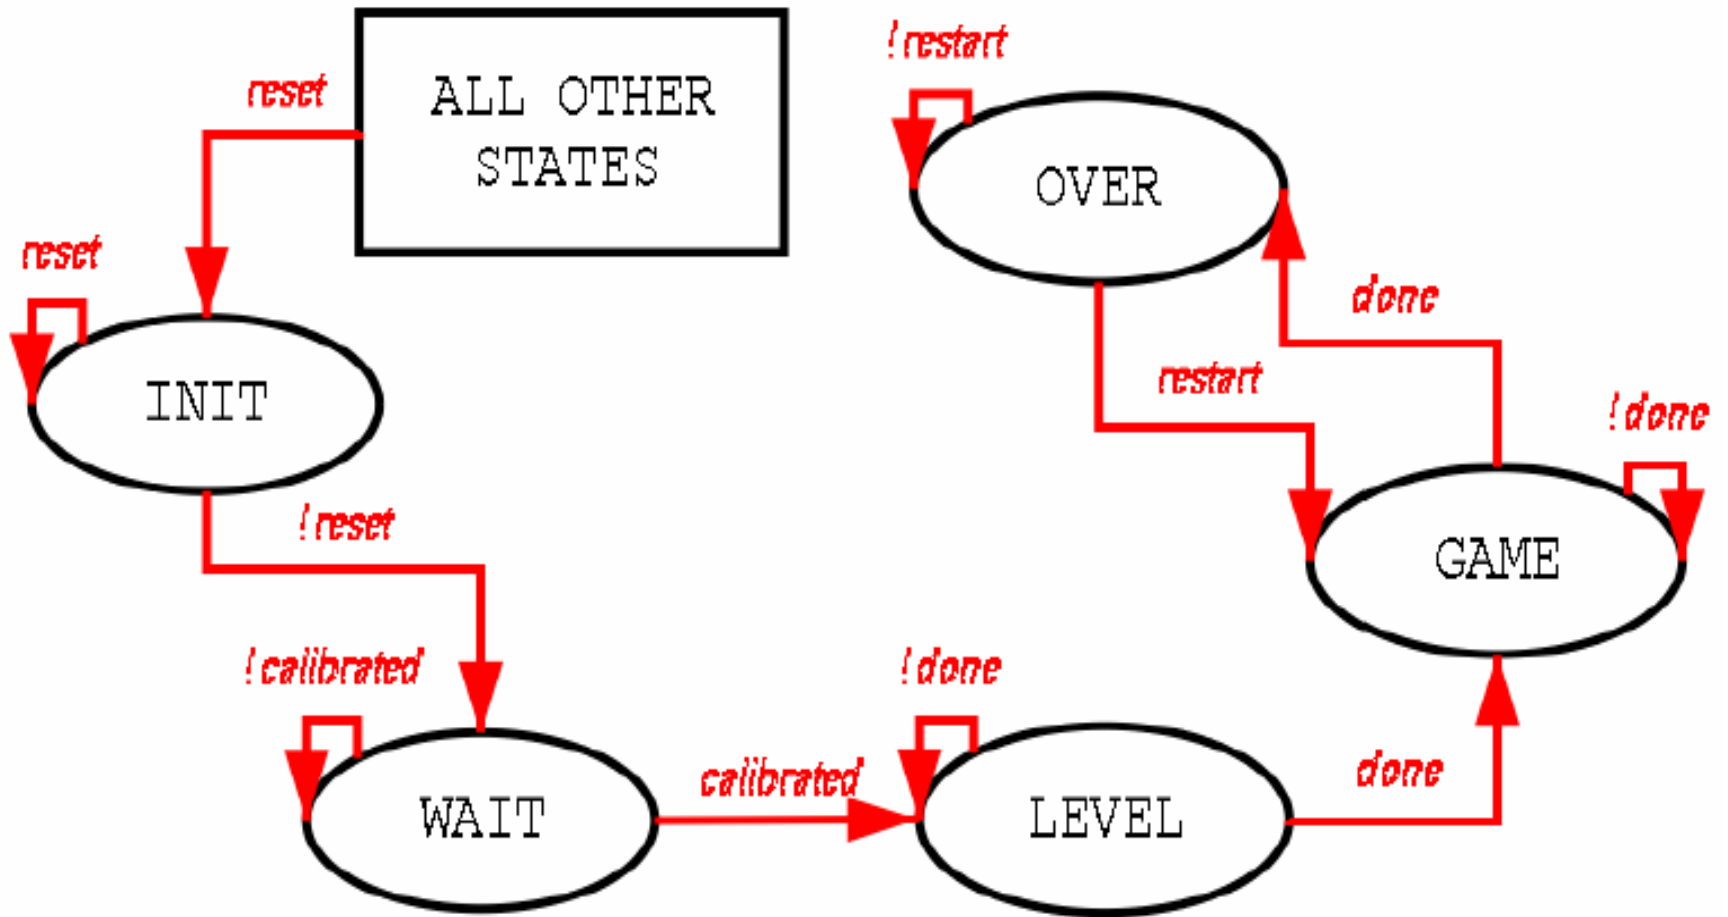 !restart
reset
ALL OTHER
STATES
OVER
reset
done
restart
INIT
!done
!reset
GAME
!calibrated
!done
calibrated
done
WAIT
LEVEL